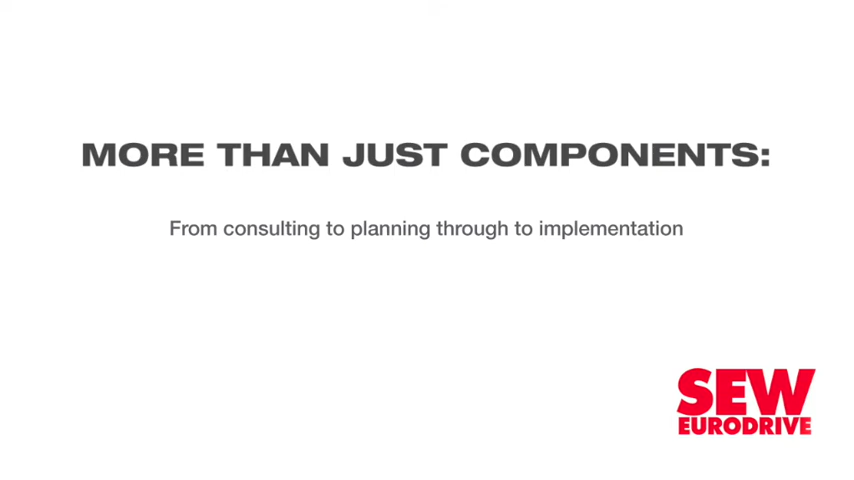 MORE THAN JUST COMPONENTS:
From consulting to planning through to implementation
SEW
EURODRIVE